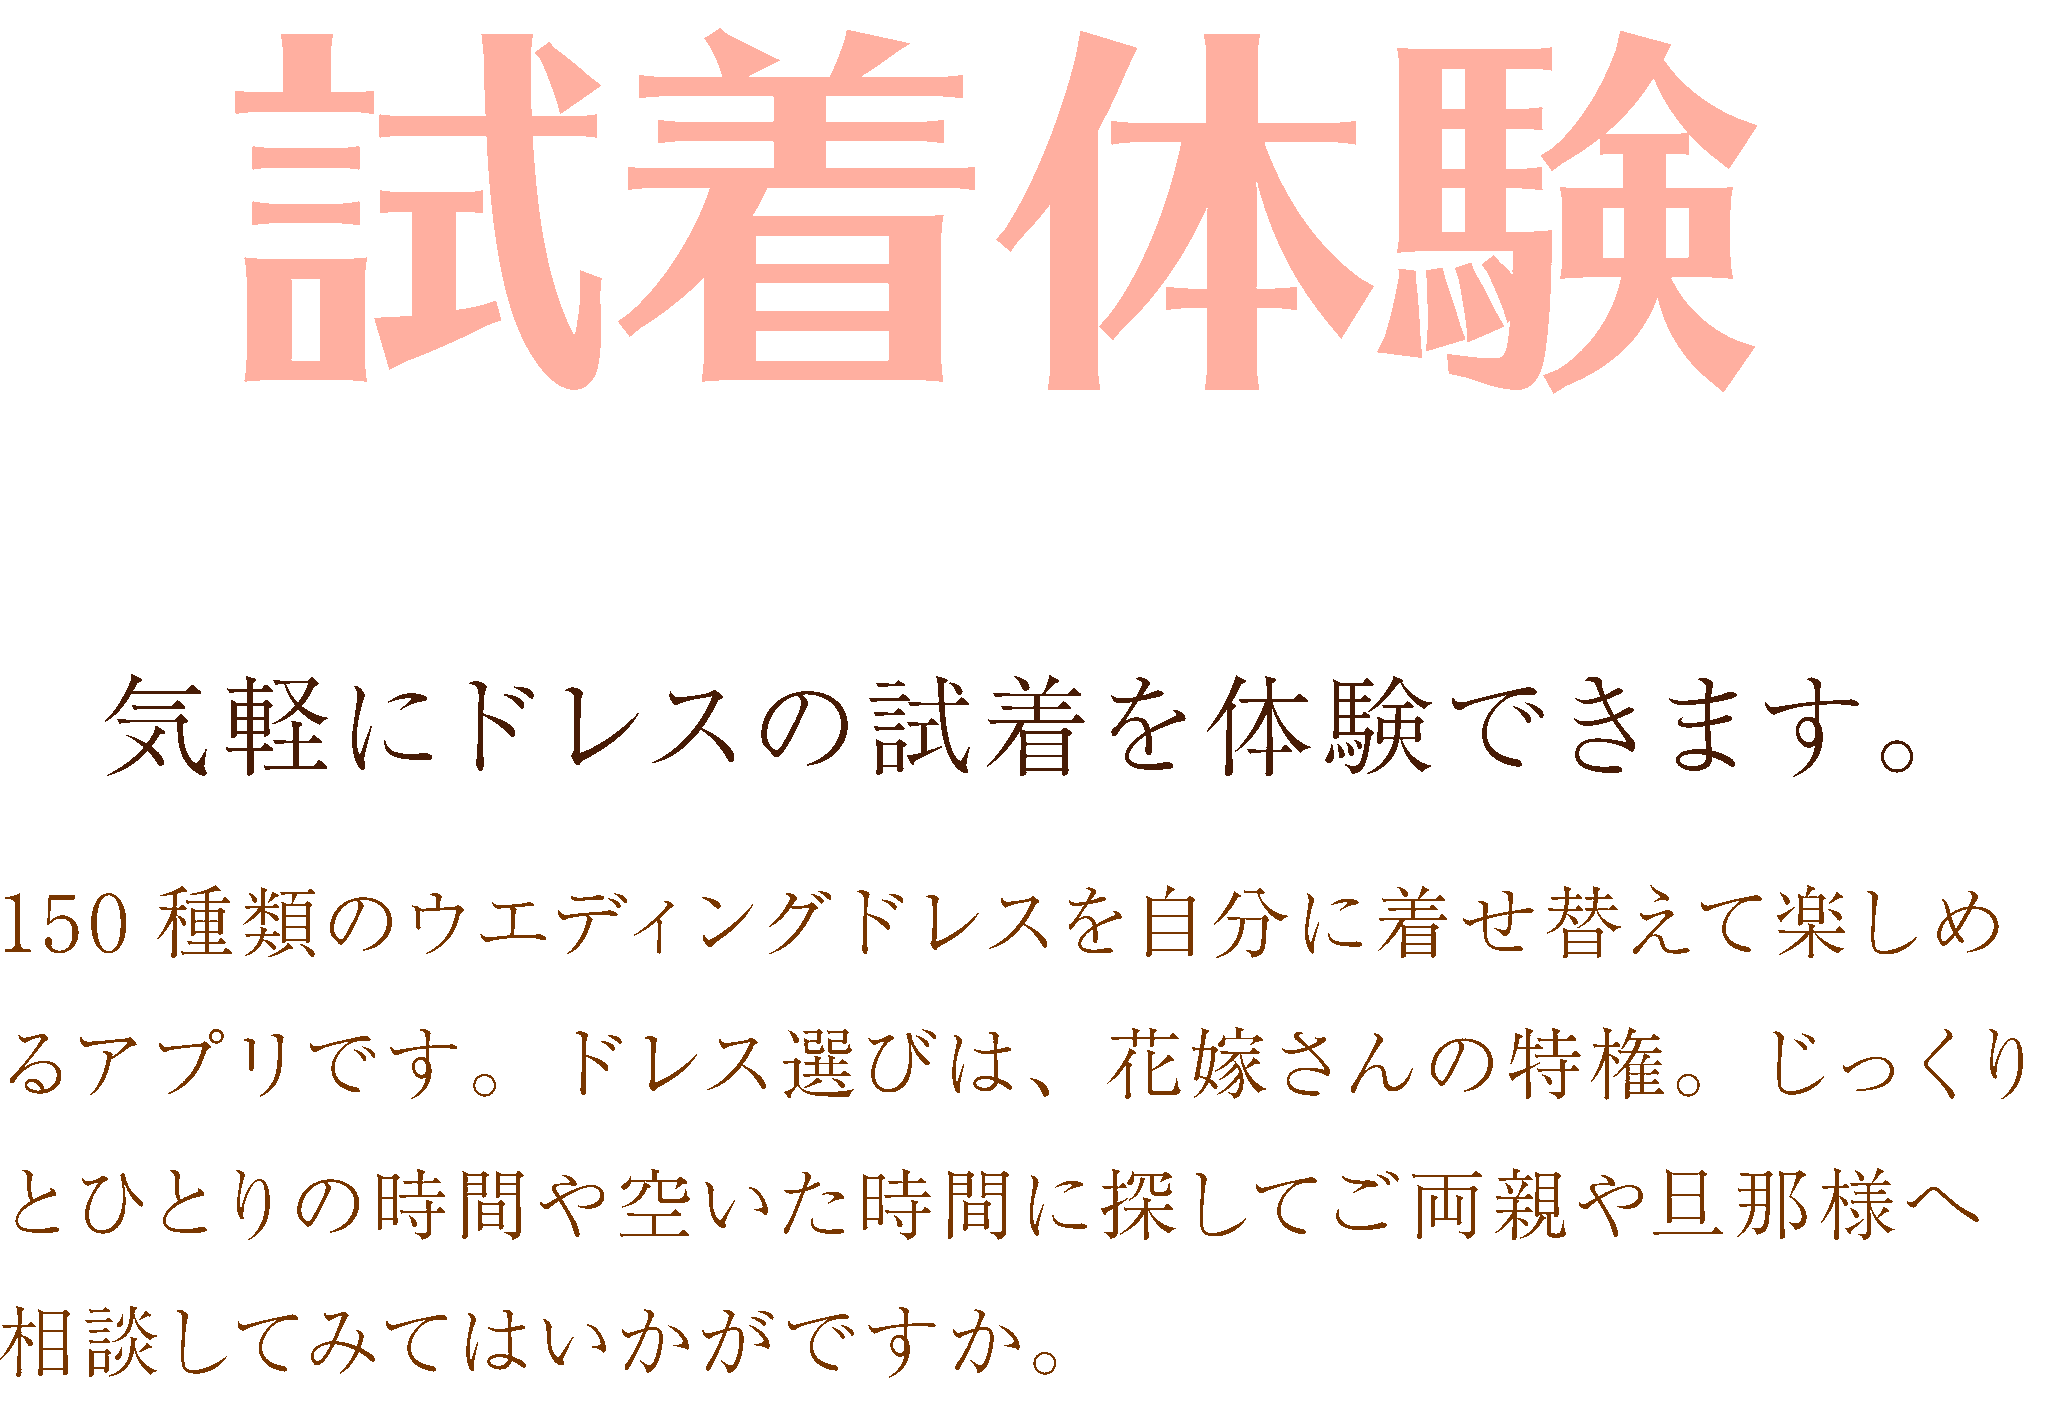 試着体験
気軽にドレスの試着を体験できます。
150 種類のウエディングドレスを自分に着せ替えて楽しめ
るアプリです。ドレス選びは、花嫁さんの特権。じっくり
とひとりの時間や空いた時間に探してご両親や旦那様へ
相談してみてはいかがですか。